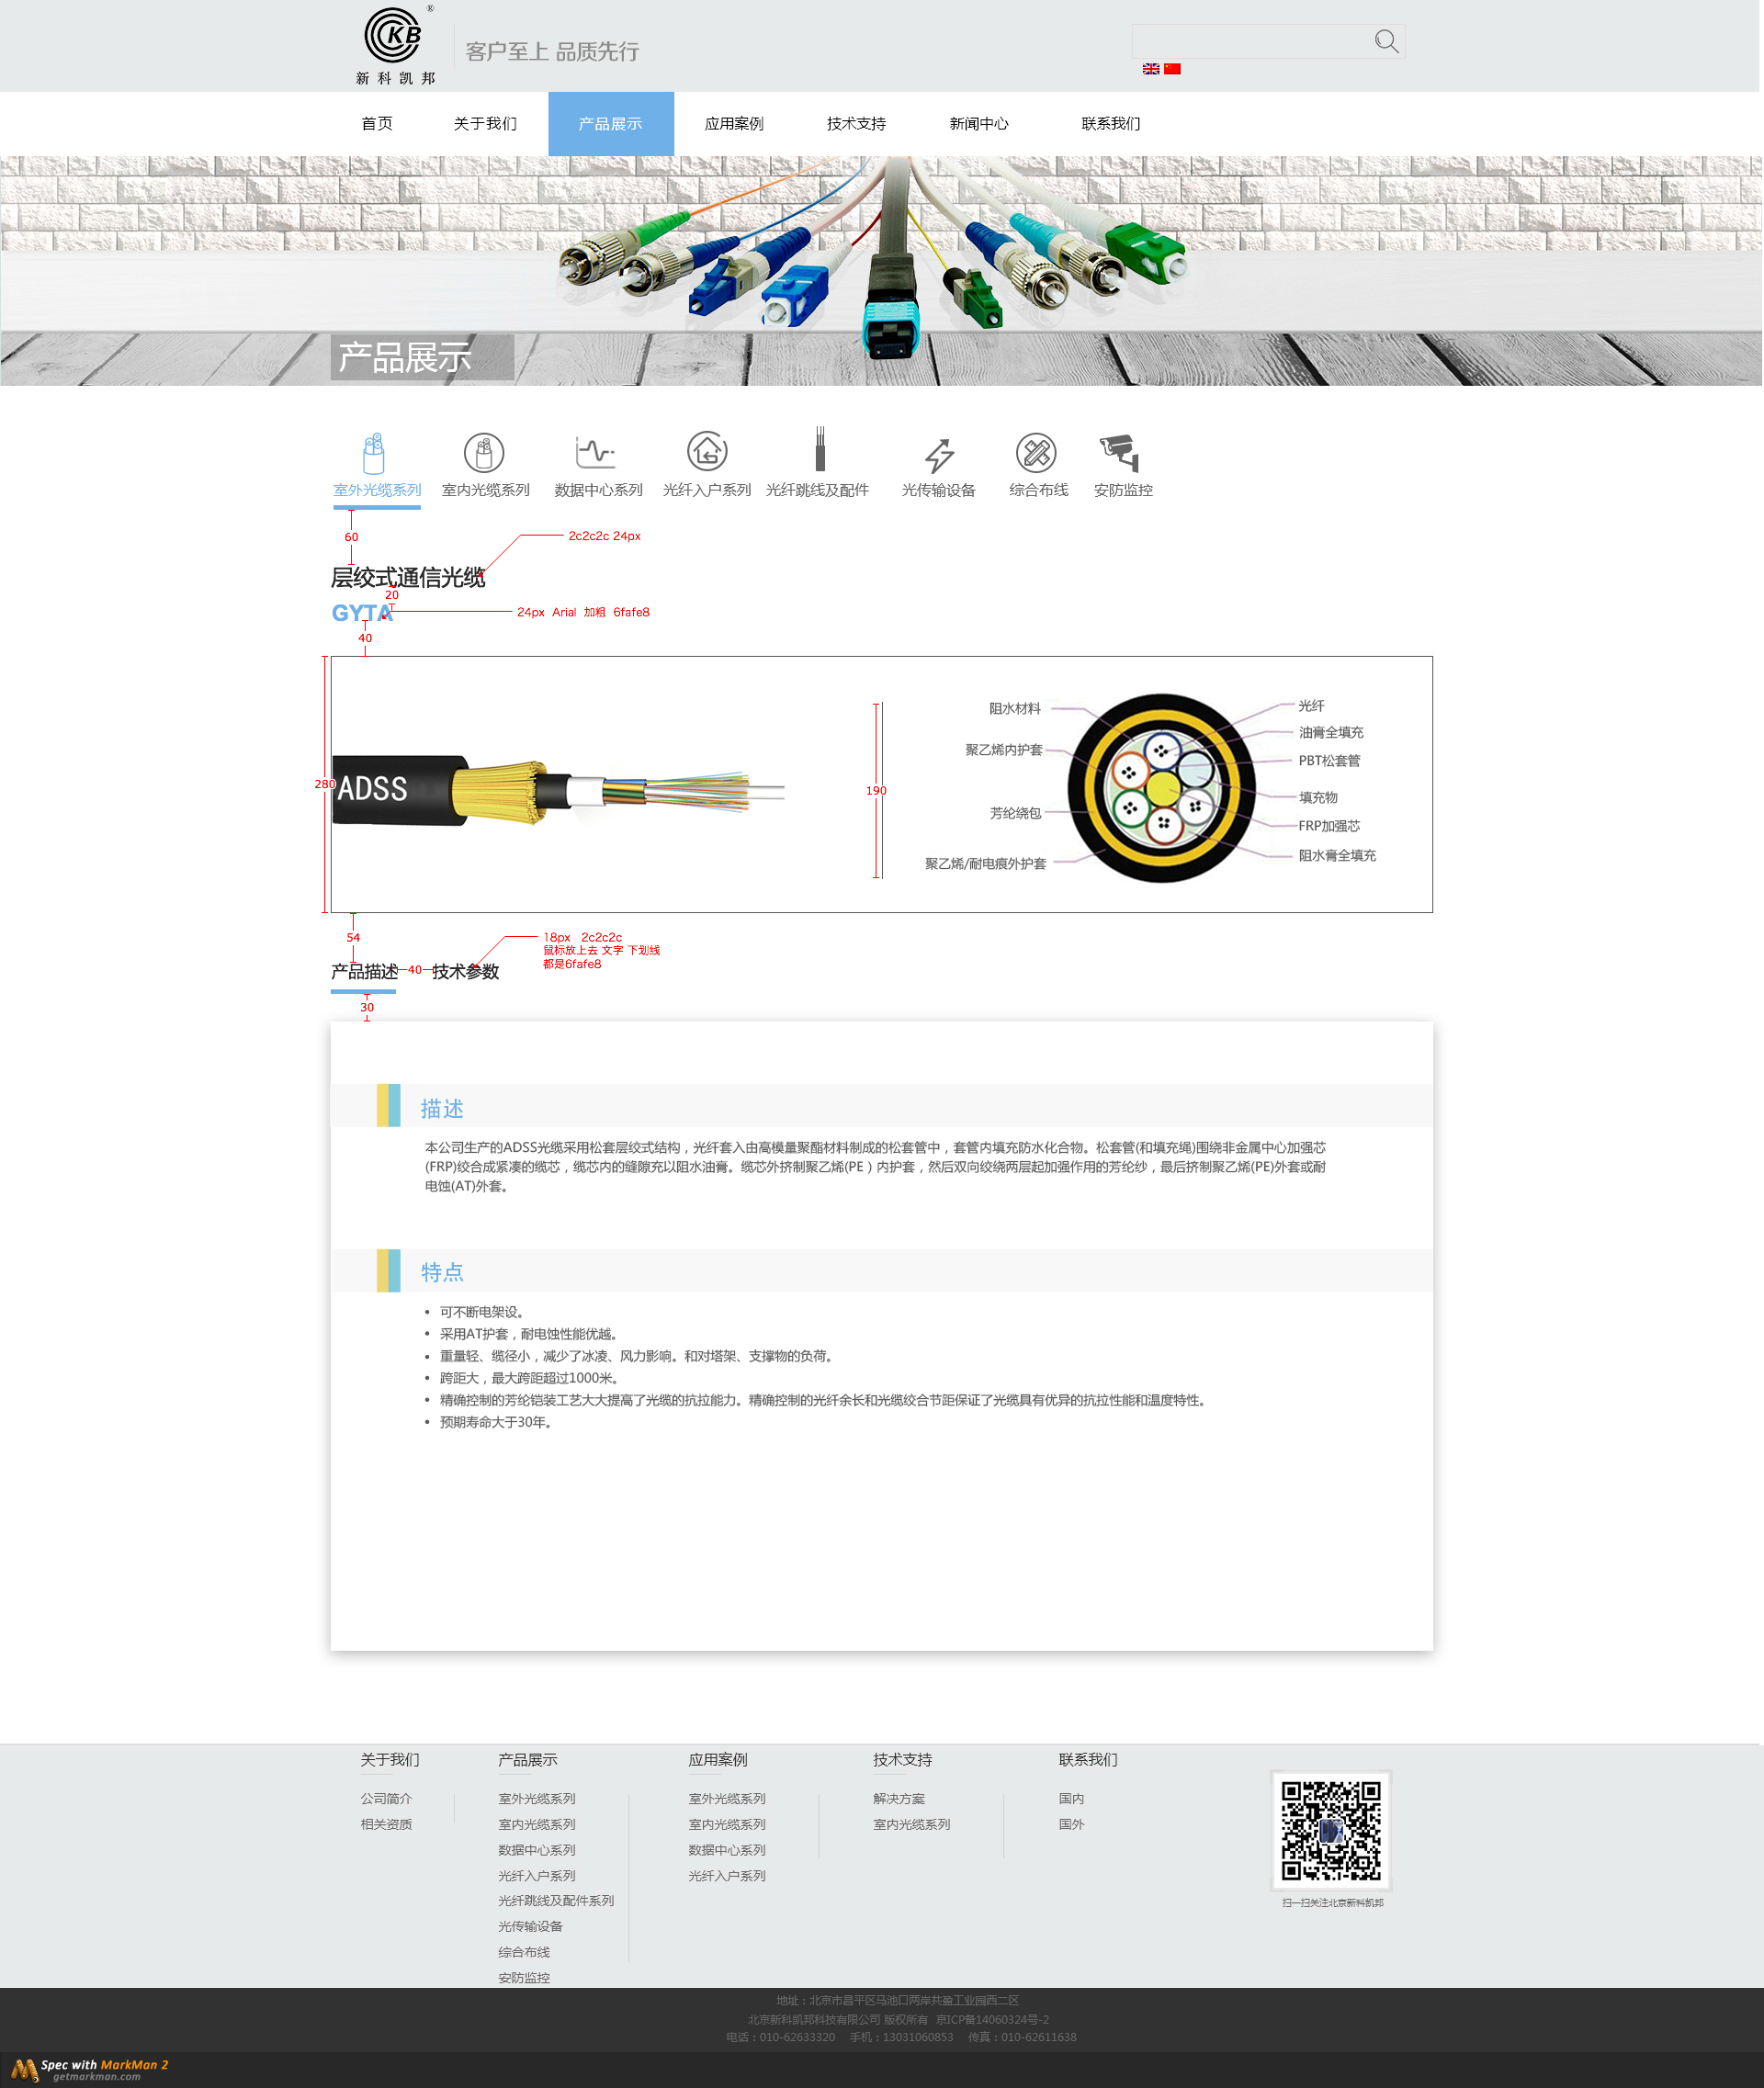 CKB
®
新科凯邦
客户至上 品质先行
首页 关于我们 产品展示 应用案例 技术支持 新闻中心 联系我们
产品展示
室外光缆系列 室内光缆系列 数据中心系列 光纤入户系列 光纤跳线及配件 光传输设备 综合布线 安防监控
60
2c2c2c 24px
层绞式通信光缆
20
GYTA
24px Arial 加粗 6fafe8
40
280
ADSS
190
阻水材料
聚乙烯内护套
芳纶绕包
聚乙烯/耐电痕外护套
光纤
油膏全填充
PBT松套管
填充物
FRP加强芯
阻水膏全填充
54
18px 2c2c2c
鼠标放上去 文字 下划线
都是6fafe8
产品描述 40 技术参数
30
描述
本公司生产的ADSS光缆采用松套层绞式结构，光纤套入由高模量聚酯材料制成的松套管中，套管内填充防水化合物。松套管(和填充绳)围绕非金属中心加强芯
(FRP)绞合成紧凑的缆芯，缆芯内的缝隙充以阻水油膏。缆芯外挤制聚乙烯(PE）内护套，然后双向绞绕两层起加强作用的芳纶纱，最后挤制聚乙烯(PE)外套或耐
电蚀(AT)外套。
特点
• 可不断电架设。
• 采用AT护套，耐电蚀性能优越。
• 重量轻、缆径小，减少了冰凌、风力影响。和对塔架、支撑物的负荷。
• 跨距大，最大跨距超过1000米。
• 精确控制的芳纶铠装工艺大大提高了光缆的抗拉能力。精确控制的光纤余长和光缆绞合节距保证了光缆具有优异的抗拉性能和温度特性。
• 预期寿命大于30年。
关于我们
公司简介
相关资质
产品展示
室外光缆系列
室内光缆系列
数据中心系列
光纤入户系列
光纤跳线及配件系列
光传输设备
综合布线
安防监控
应用案例
室外光缆系列
室内光缆系列
数据中心系列
光纤入户系列
技术支持
解决方案
室内光缆系列
联系我们
国内
国外
扫一扫关注北京新科凯邦
地址：北京市昌平区马池口两岸共盈工业园西二区
北京新科凯邦科技有限公司 版权所有 京ICP备14060324号-2
电话：010-62633320 手机：13031060853 传真：010-62611638
Spec with MarkMan 2
getmarkman.com